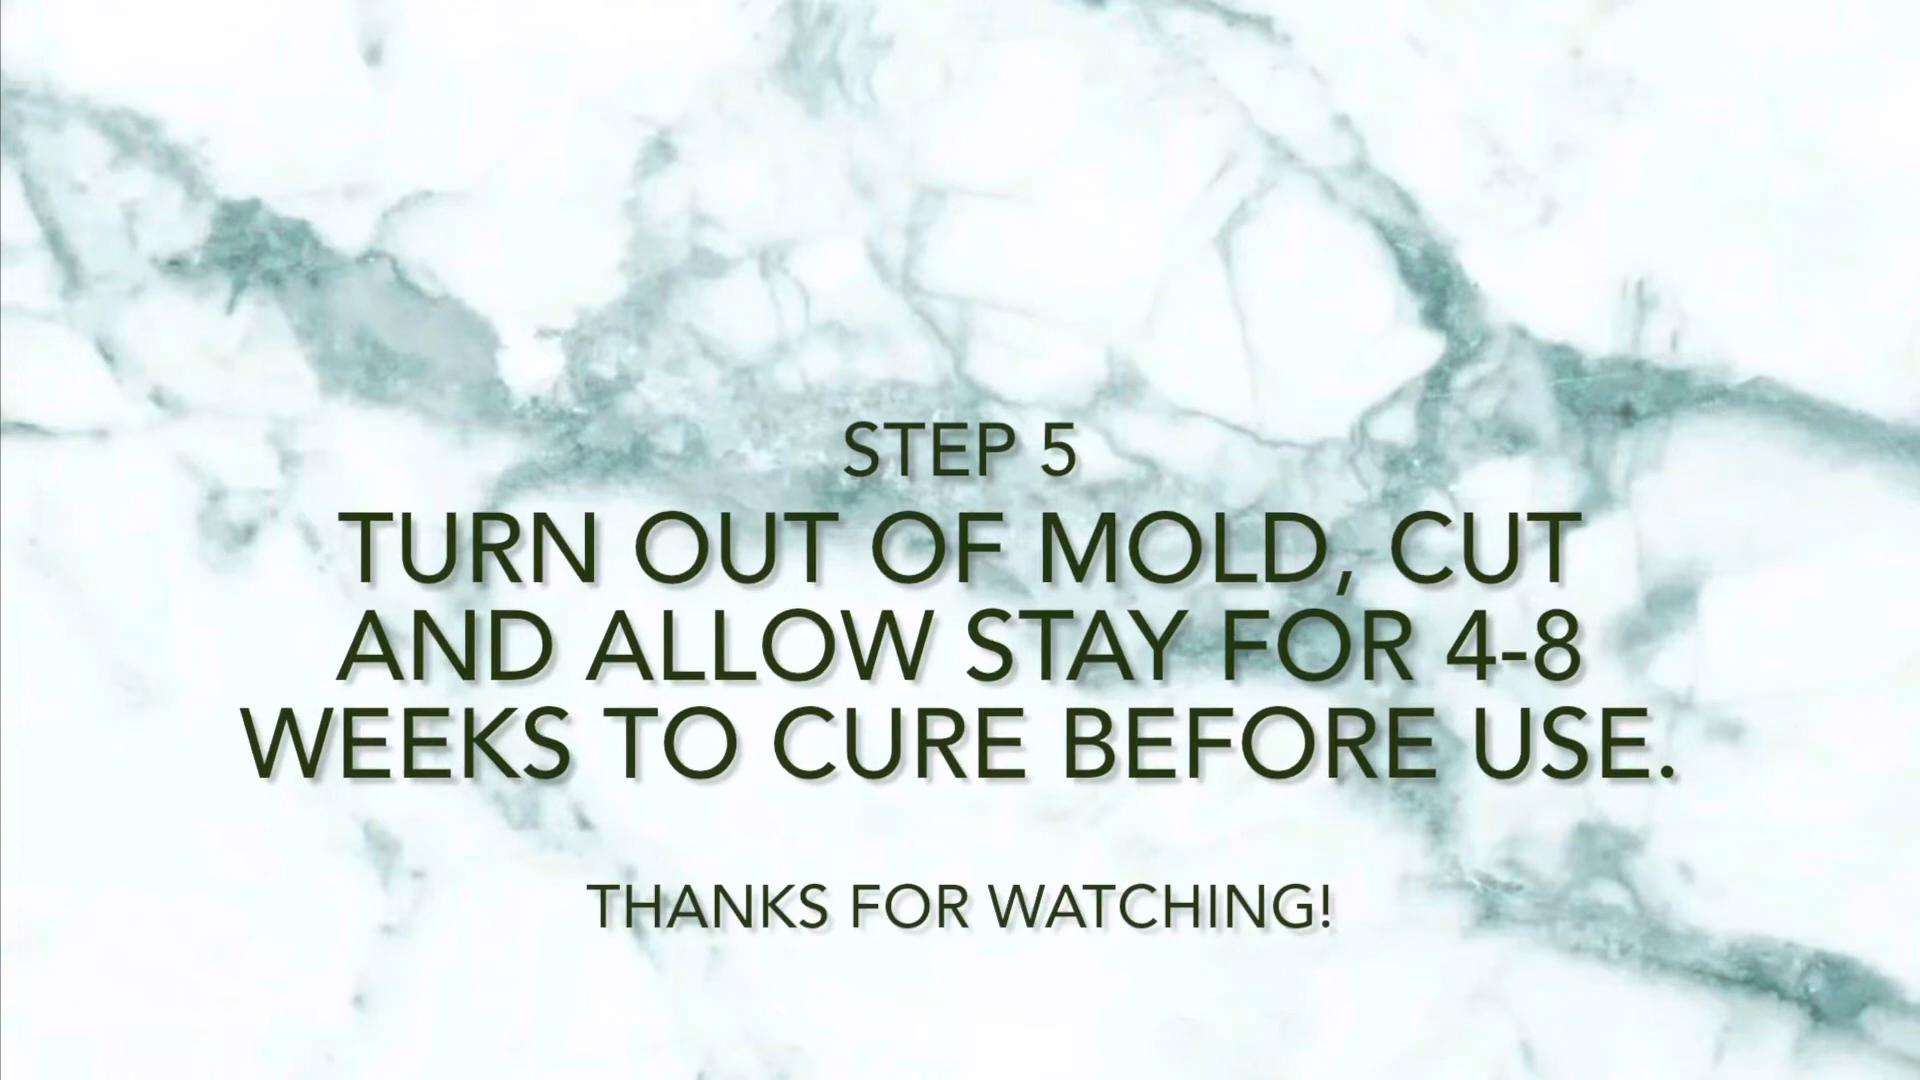 STEP 5
TURN OUT OF MOLD, CUT
AND ALLOW STAY FOR 4-8
WEEKS TO CURE BEFORE USE.
THANKS FOR WATCHING!